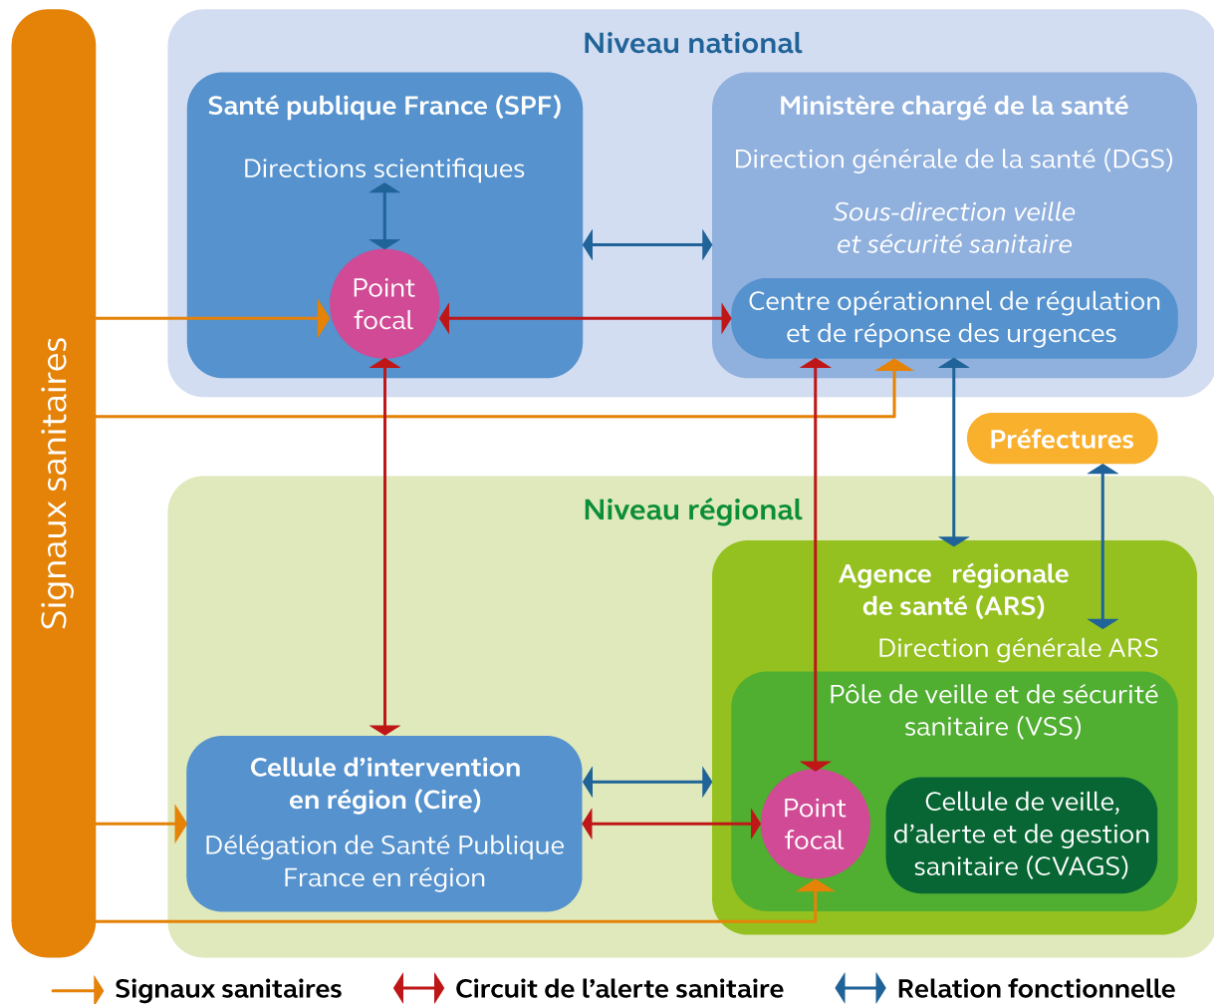 Signaux sanitaires
Niveau national
Santé publique France (SPF)
Directions scientifiques
Point
focal
Ministère chargé de la santé
Direction générale de la santé (DGS)
Sous-direction veille
et sécurité sanitaire
Centre opérationnel de régulation
et de réponse des urgences
Préfectures
Niveau régional
Agence régionale
de santé (ARS)
Direction générale ARS
Pôle de veille et de sécurité
sanitaire (VSS)
Cellule d’intervention
en région (Cire)
Délégation de Santé Publique
France en région
Point
focal
Cellule de veille,
d’alerte et de gestion
sanitaire (CVAGS)
Signaux sanitaires
Circuit de l’alerte sanitaire
Relation fonctionnelle